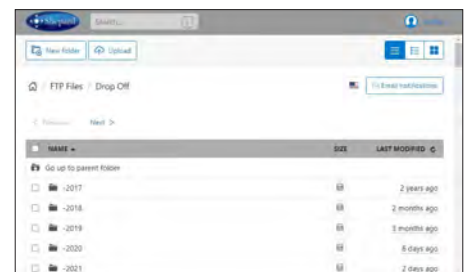 Shepard Search...
New folder Upload
/ FTP Files / Drop Off Email notifications
< Previous Next >
NAME SIZE LAST MODIFIED
Go up to parent folder
-2017 2 years ago
-2018 2 months ago
-2019 3 months ago
-2020 6 days ago
-2021 2 days ago